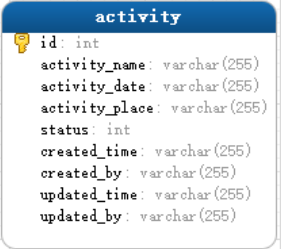 activity
id: int
activity_name: varchar(255)
activity_date: varchar(255)
activity_place: varchar(255)
status: int
created_time: varchar(255)
created_by: varchar(255)
updated_time: varchar(255)
updated_by: varchar(255)